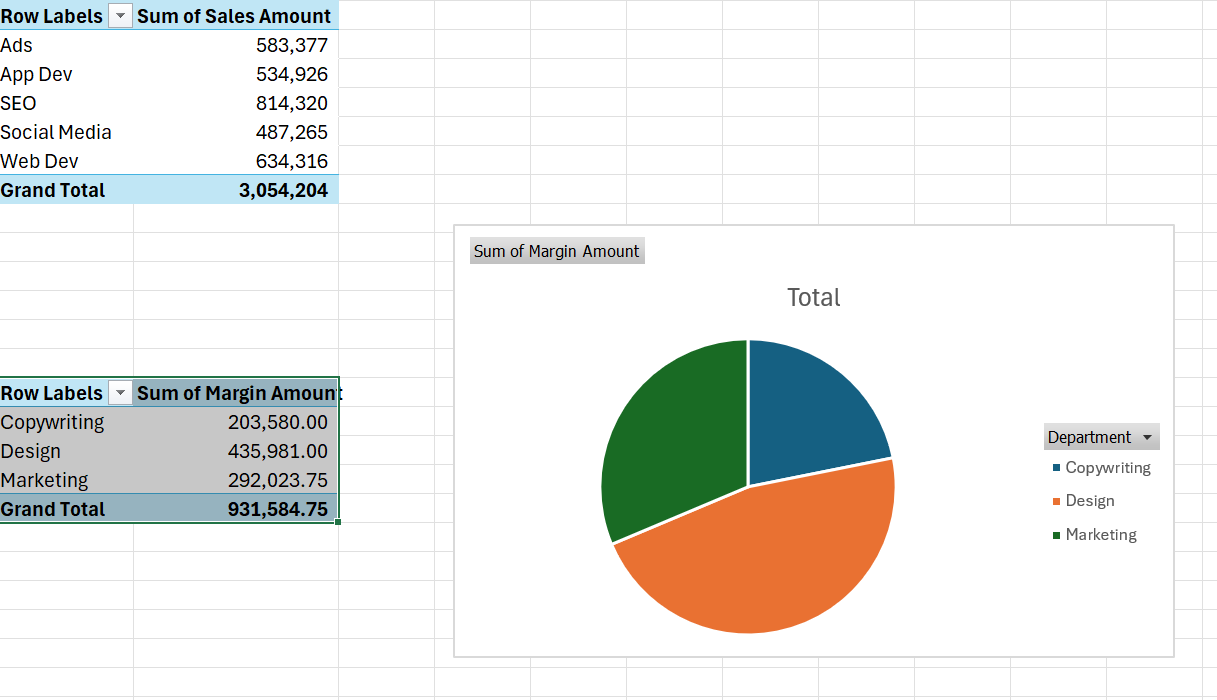 Row Labels Sum of Sales Amount
Ads 583,377
App Dev 534,926
SEO 814,320
Social Media 487,265
Web Dev 634,316
Grand Total 3,054,204
Row Labels Sum of Margin Amount
Copywriting 203,580.00
Design 435,981.00
Marketing 292,023.75
Grand Total 931,584.75
Sum of Margin Amount
Total
Department
Copywriting
Design
Marketing